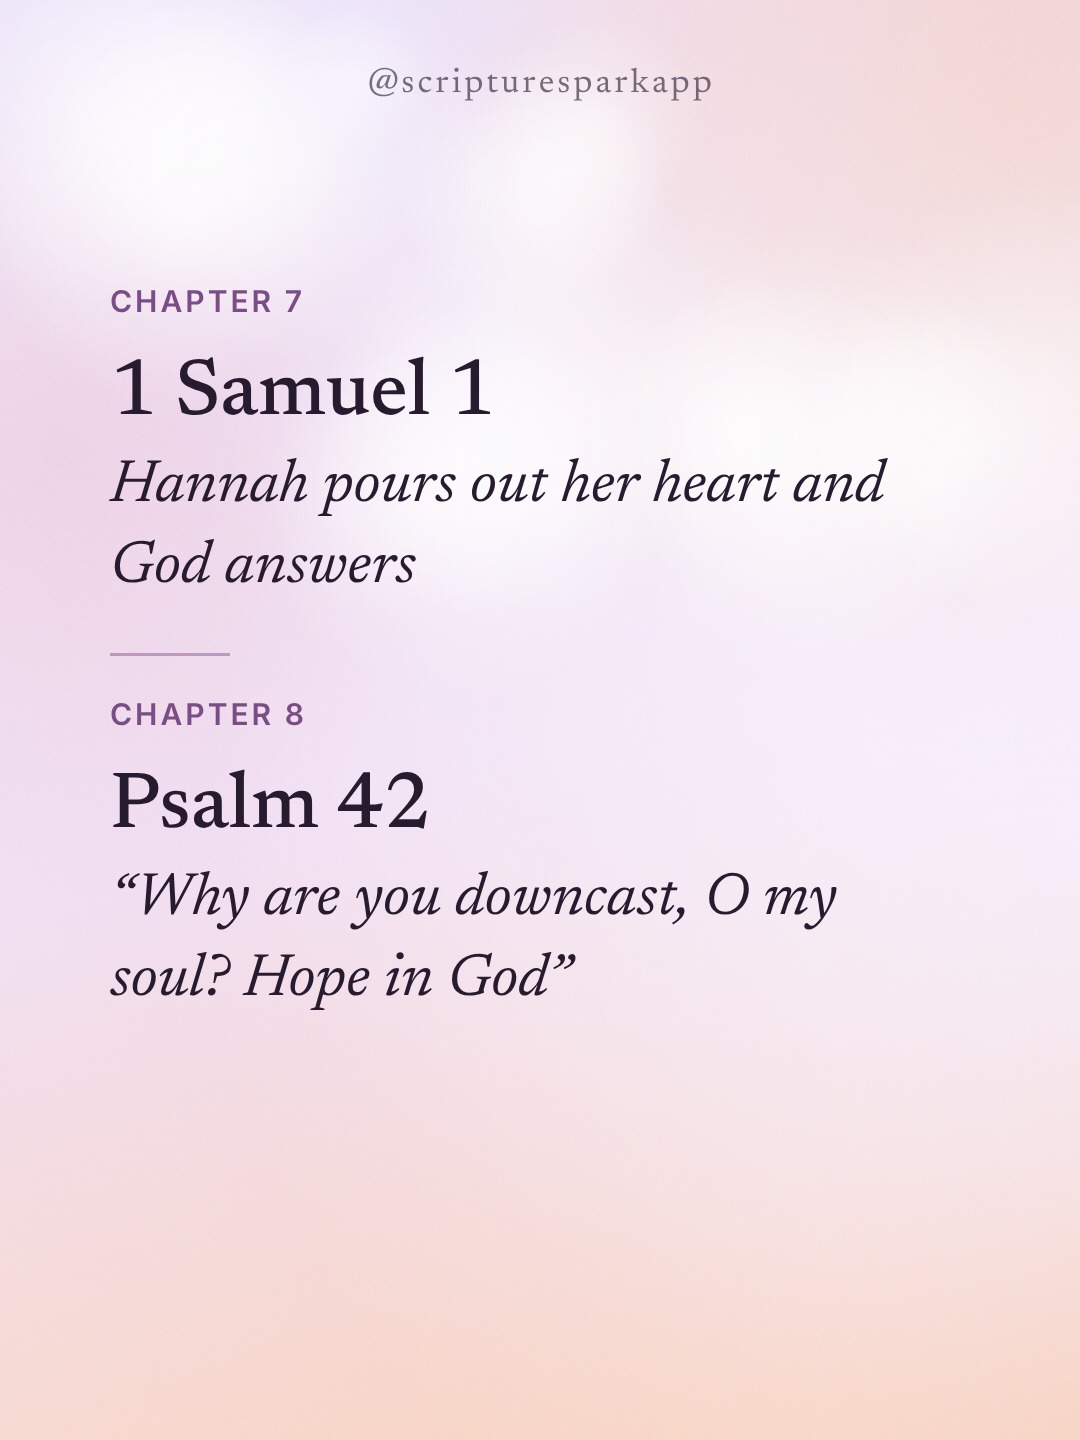 @scripturesparkapp
CHAPTER 7
1 Samuel 1
Hannah pours out her heart and
God answers
CHAPTER 8
Psalm 42
“Why are you downcast, O my
soul? Hope in God”